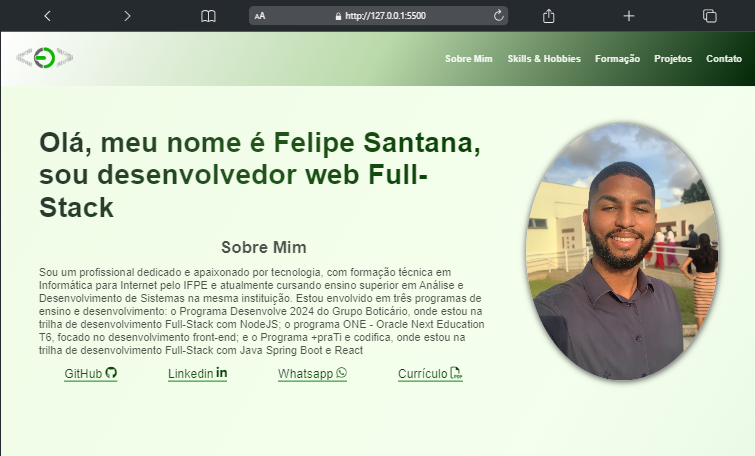 AA http://127.0.0.1:5500
Sobre Mim Skills & Hobbies Formação Projetos Contato
Olá, meu nome é Felipe Santana,
sou desenvolvedor web Full-
Stack
Sobre Mim
Sou um profissional dedicado e apaixonado por tecnologia, com formação técnica em
Informática para Internet pelo IFPE e atualmente cursando ensino superior em Análise e
Desenvolvimento de Sistemas na mesma instituição. Estou envolvido em três programas de
ensino e desenvolvimento: o Programa Desenvolve 2024 do Grupo Boticário, onde estou na
trilha de desenvolvimento Full-Stack com NodeJS; o programa ONE - Oracle Next Education
T6, focado no desenvolvimento front-end; e o Programa +praTi e codifica, onde estou na
trilha de desenvolvimento Full-Stack com Java Spring Boot e React
GitHub Linkedin in Whatsapp Currículo PDF